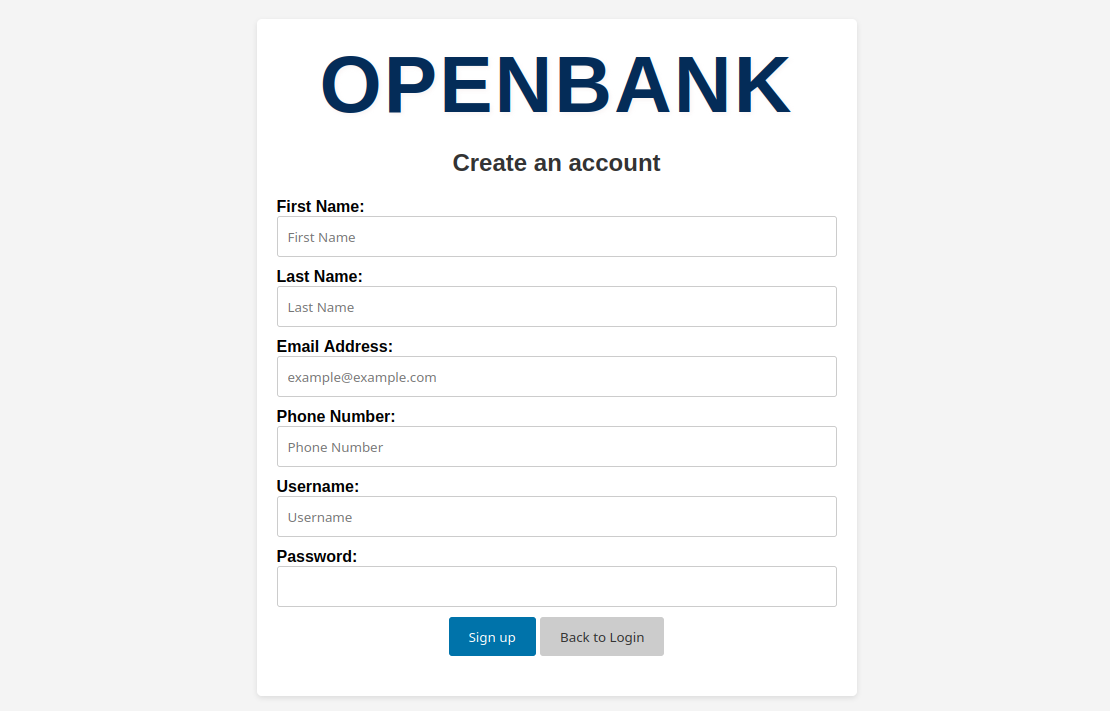 OPENBANK
Create an account
First Name:
First Name
Last Name:
Last Name
Email Address:
example@example.com
Phone Number:
Phone Number
Username:
Username
Password:
Sign up Back to Login